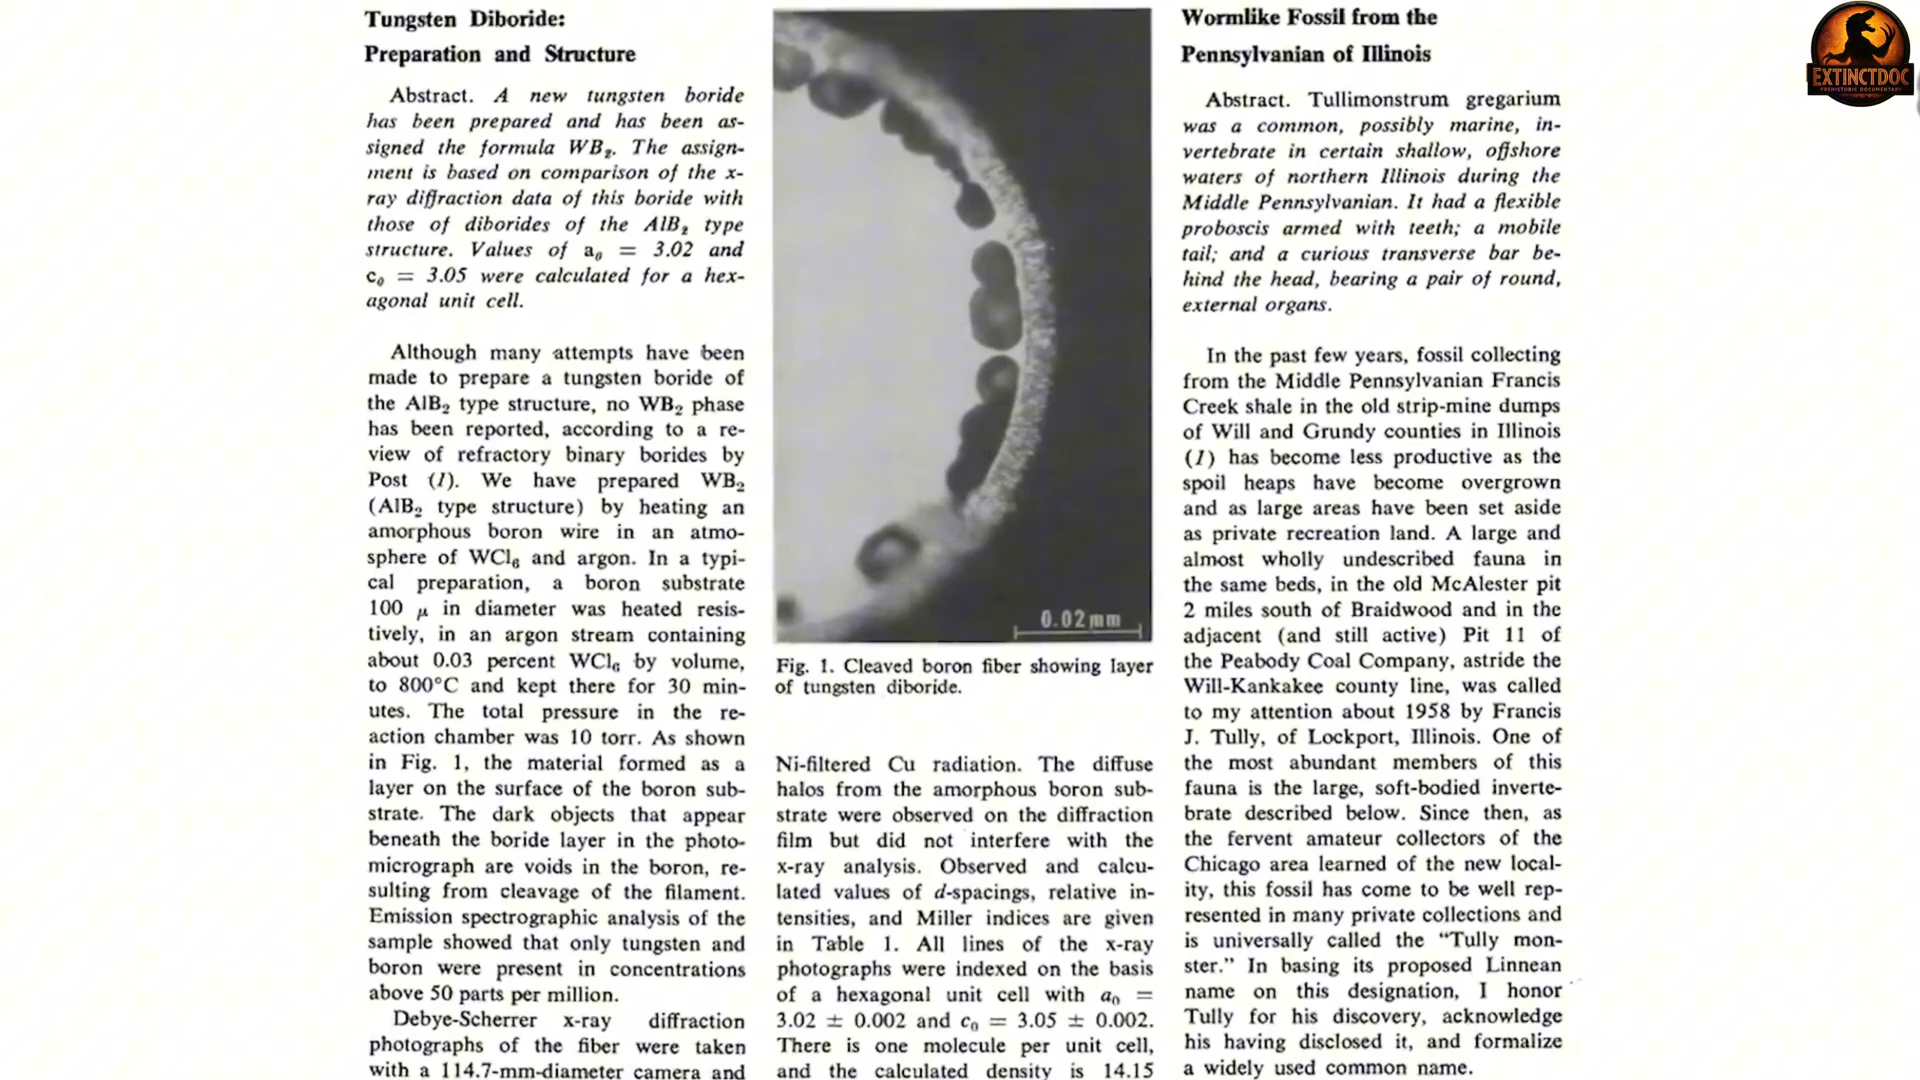 Tungsten Diboride:
Preparation and Structure
Abstract. A new tungsten boride
has been prepared and has been as-
signed the formula WB₂. The assign-
ment is based on comparison of the x-
ray diffraction data of this boride with
those of diborides of the AlB₂ type
structure. Values of a₀ = 3.02 and
c₀ = 3.05 were calculated for a hex-
agonal unit cell.
Although many attempts have been
made to prepare a tungsten boride of
the AlB₂ type structure, no WB₂ phase
has been reported, according to a re-
view of refractory binary borides by
Post (1). We have prepared WB₂
(AlB₂ type structure) by heating an
amorphous boron wire in an atmo-
sphere of WCl₆ and argon. In a typi-
cal preparation, a boron substrate
100 μ in diameter was heated resis-
tively, in an argon stream containing
about 0.03 percent WCl₆ by volume,
to 800°C and kept there for 30 min-
utes. The total pressure in the re-
action chamber was 10 torr. As shown
in Fig. 1, the material formed as a
layer on the surface of the boron sub-
strate. The dark objects that appear
beneath the boride layer in the photo-
micrograph are voids in the boron, re-
sulting from cleavage of the filament.
Emission spectrographic analysis of the
sample showed that only tungsten and
boron were present in concentrations
above 50 parts per million.
Debye-Scherrer x-ray diffraction
photographs of the fiber were taken
with a 114.7-mm-diameter camera and
0.02mm
Fig. 1. Cleaved boron fiber showing layer
of tungsten diboride.
Ni-filtered Cu radiation. The diffuse
halos from the amorphous boron sub-
strate were observed on the diffraction
film but did not interfere with the
x-ray analysis. Observed and calcu-
lated values of d-spacings, relative in-
tensities, and Miller indices are given
in Table 1. All lines of the x-ray
photographs were indexed on the basis
of a hexagonal unit cell with a₀ =
3.02 ± 0.002 and c₀ = 3.05 ± 0.002.
There is one molecule per unit cell,
and the calculated density is 14.15
Wormlike Fossil from the
Pennsylvanian of Illinois
Abstract. Tullimonstrum gregarium
was a common, possibly marine, in-
vertebrate in certain shallow, offshore
waters of northern Illinois during the
Middle Pennsylvanian. It had a flexible
proboscis armed with teeth; a mobile
tail; and a curious transverse bar be-
hind the head, bearing a pair of round,
external organs.
In the past few years, fossil collecting
from the Middle Pennsylvanian Francis
Creek shale in the old strip-mine dumps
of Will and Grundy counties in Illinois
(1) has become less productive as the
spoil heaps have become overgrown
and as large areas have been set aside
as private recreation land. A large and
almost wholly undescribed fauna in
the same beds, in the old McAlester pit
2 miles south of Braidwood and in the
adjacent (and still active) Pit 11 of
the Peabody Coal Company, astride the
Will-Kankakee county line, was called
to my attention about 1958 by Francis
J. Tully, of Lockport, Illinois. One of
the most abundant members of this
fauna is the large, soft-bodied inverte-
brate described below. Since then, as
the fervent amateur collectors of the
Chicago area learned of the new local-
ity, this fossil has come to be well rep-
resented in many private collections and
is universally called the “Tully mon-
ster.” In basing its proposed Linnean
name on this designation, I honor
Tully for his discovery, acknowledge
his having disclosed it, and formalize
a widely used common name.
EXTINCTDOC
PREHISTORIC DOCUMENTARY